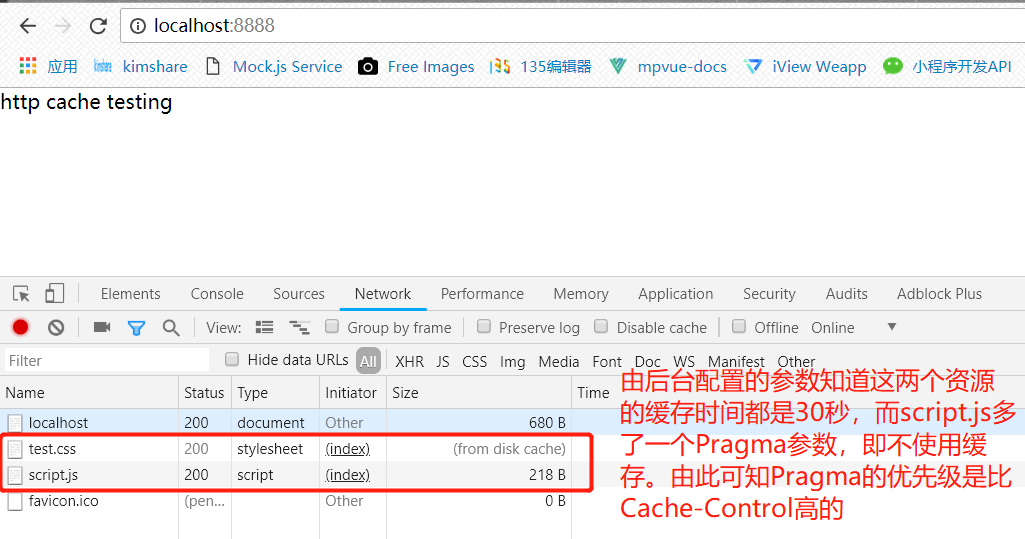 localhost:8888
应用 kimshare Mock.js Service Free Images 135编辑器 mpvue-docs iView Weapp 小程序开发API
http cache testing
Elements Console Sources Network Performance Memory Application Security Audits Adblock Plus
View: Group by frame Preserve log Disable cache Offline Online
Filter Hide data URLs All XHR JS CSS Img Media Font Doc WS Manifest Other
Name Status Type Initiator Size Time
localhost 200 document Other 680 B
test.css 200 stylesheet (index) (from disk cache)
script.js 200 script (index) 218 B
favicon.ico (pen... Other 0 B
由后台配置的参数知道这两个资源
的缓存时间都是30秒，而script.js多
了一个Pragma参数，即不使用缓
存。由此可知Pragma的优先级是比
Cache-Control高的